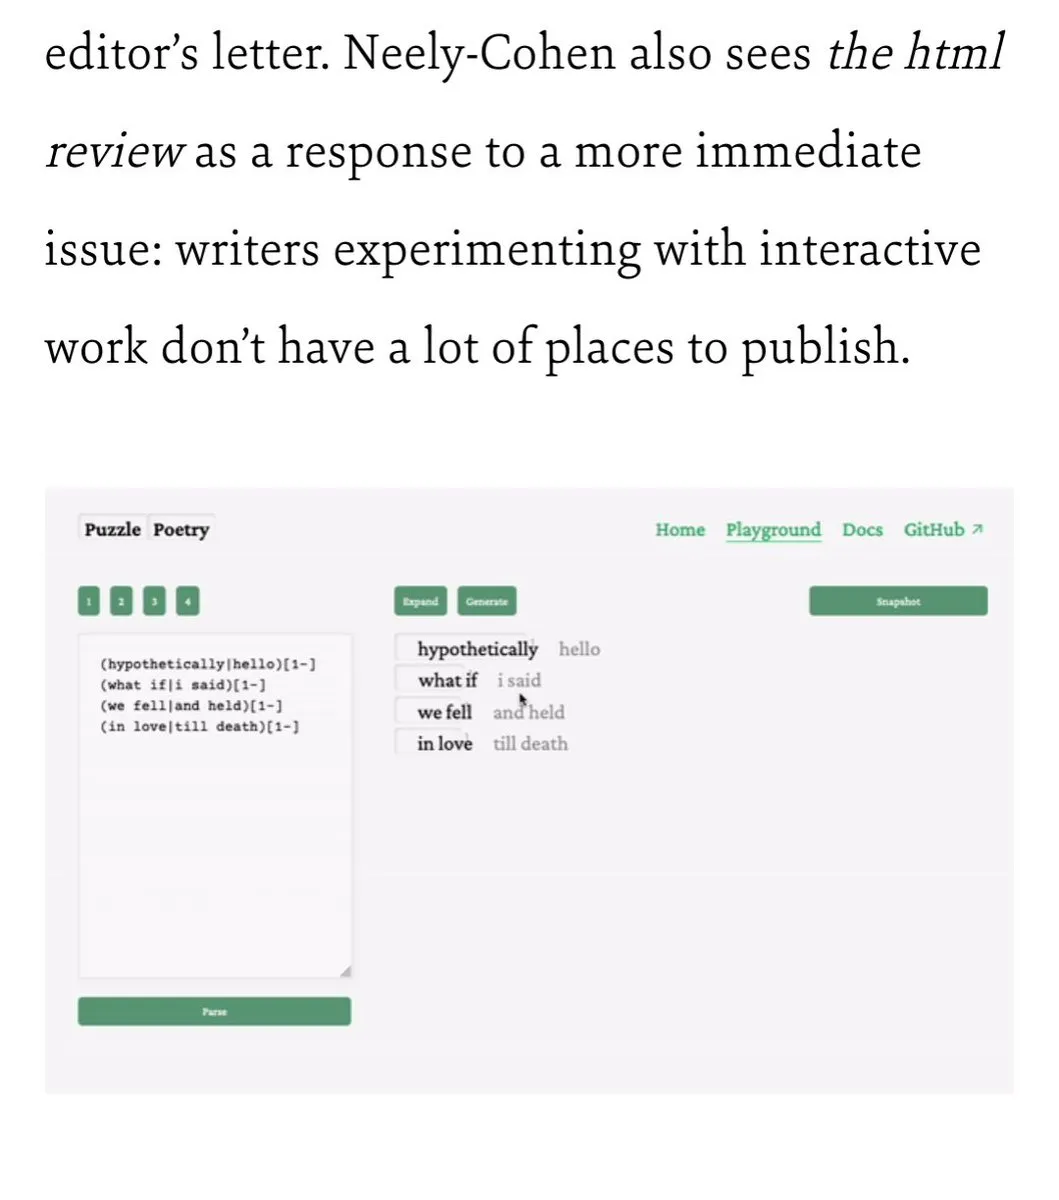 editor’s letter. Neely-Cohen also sees the html
review as a response to a more immediate
issue: writers experimenting with interactive
work don’t have a lot of places to publish.
Puzzle Poetry
Home Playground Docs GitHub ↗
1 2 3 4
Expand Generate
Snapshot
(hypothetically|hello)[1-]
(what if|i said)[1-]
(we fell|and held)[1-]
(in love|till death)[1-]
hypothetically hello
what if i said
we fell and held
in love till death
Parse